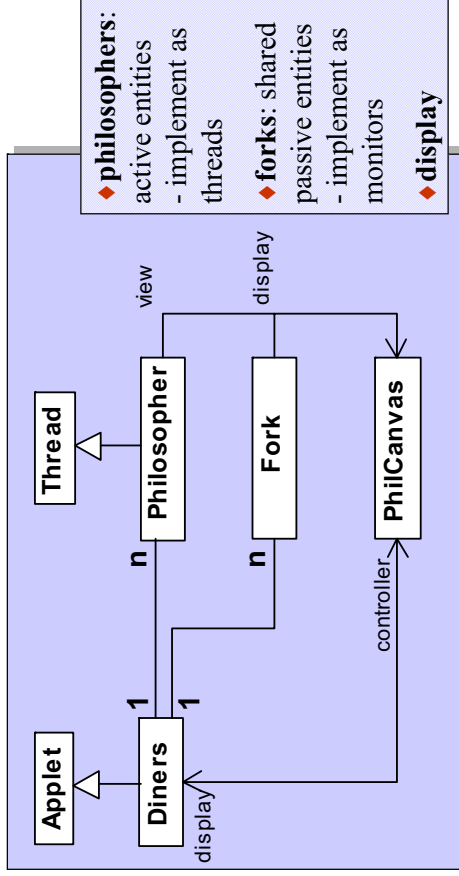 Applet
Thread
Diners
1
n
Philosopher
view
display
1
n
Fork
display
controller
PhilCanvas
♦philosophers:
active entities
- implement as
threads
♦forks: shared
passive entities
- implement as
monitors
♦display